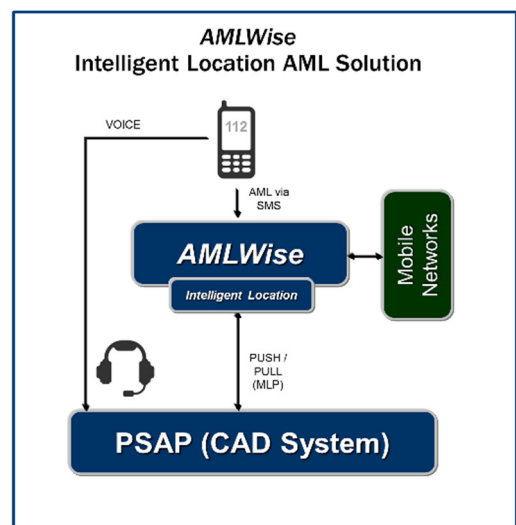 AMLWise
Intelligent Location AML Solution
112
VOICE
AML via
SMS
AMLWise
Intelligent Location
Mobile
Networks
PUSH /
PULL
(MLP)
PSAP (CAD System)